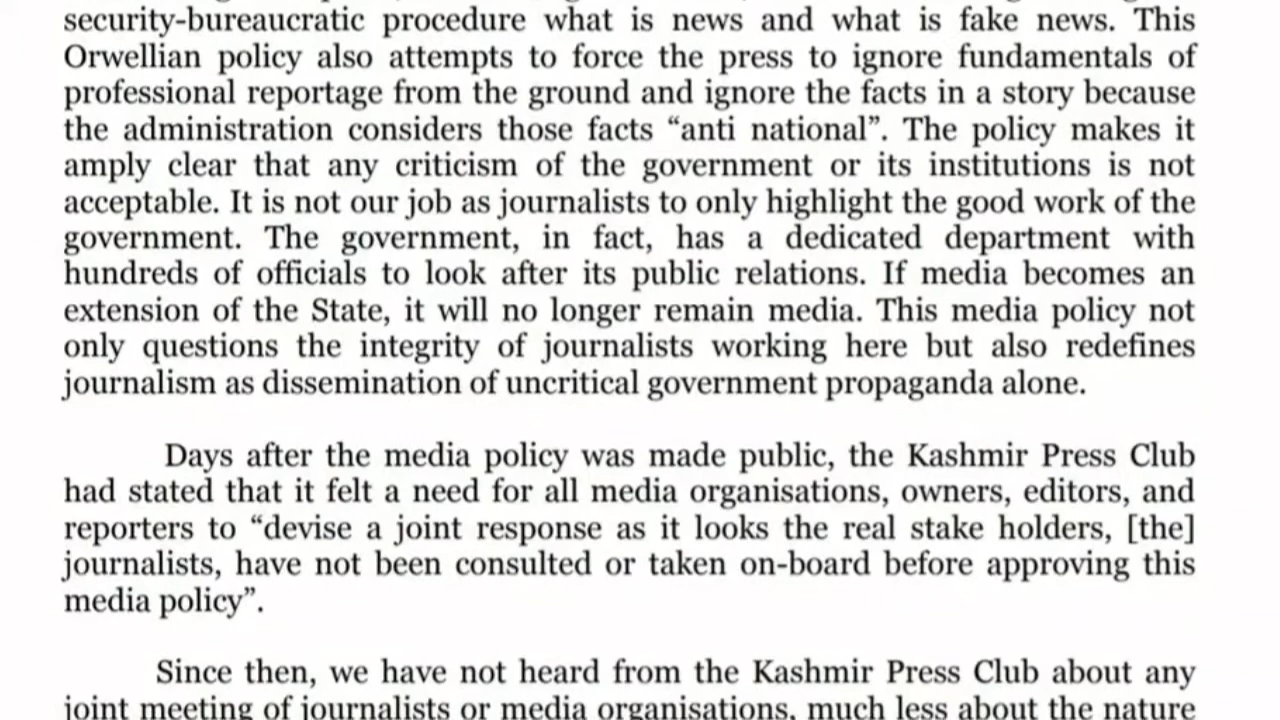 security-bureaucratic procedure what is news and what is fake news. This
Orwellian policy also attempts to force the press to ignore fundamentals of
professional reportage from the ground and ignore the facts in a story because
the administration considers those facts “anti national”. The policy makes it
amply clear that any criticism of the government or its institutions is not
acceptable. It is not our job as journalists to only highlight the good work of the
government. The government, in fact, has a dedicated department with
hundreds of officials to look after its public relations. If media becomes an
extension of the State, it will no longer remain media. This media policy not
only questions the integrity of journalists working here but also redefines
journalism as dissemination of uncritical government propaganda alone.
Days after the media policy was made public, the Kashmir Press Club
had stated that it felt a need for all media organisations, owners, editors, and
reporters to “devise a joint response as it looks the real stake holders, [the]
journalists, have not been consulted or taken on-board before approving this
media policy”.
Since then, we have not heard from the Kashmir Press Club about any
joint meeting of journalists or media organisations, much less about the nature